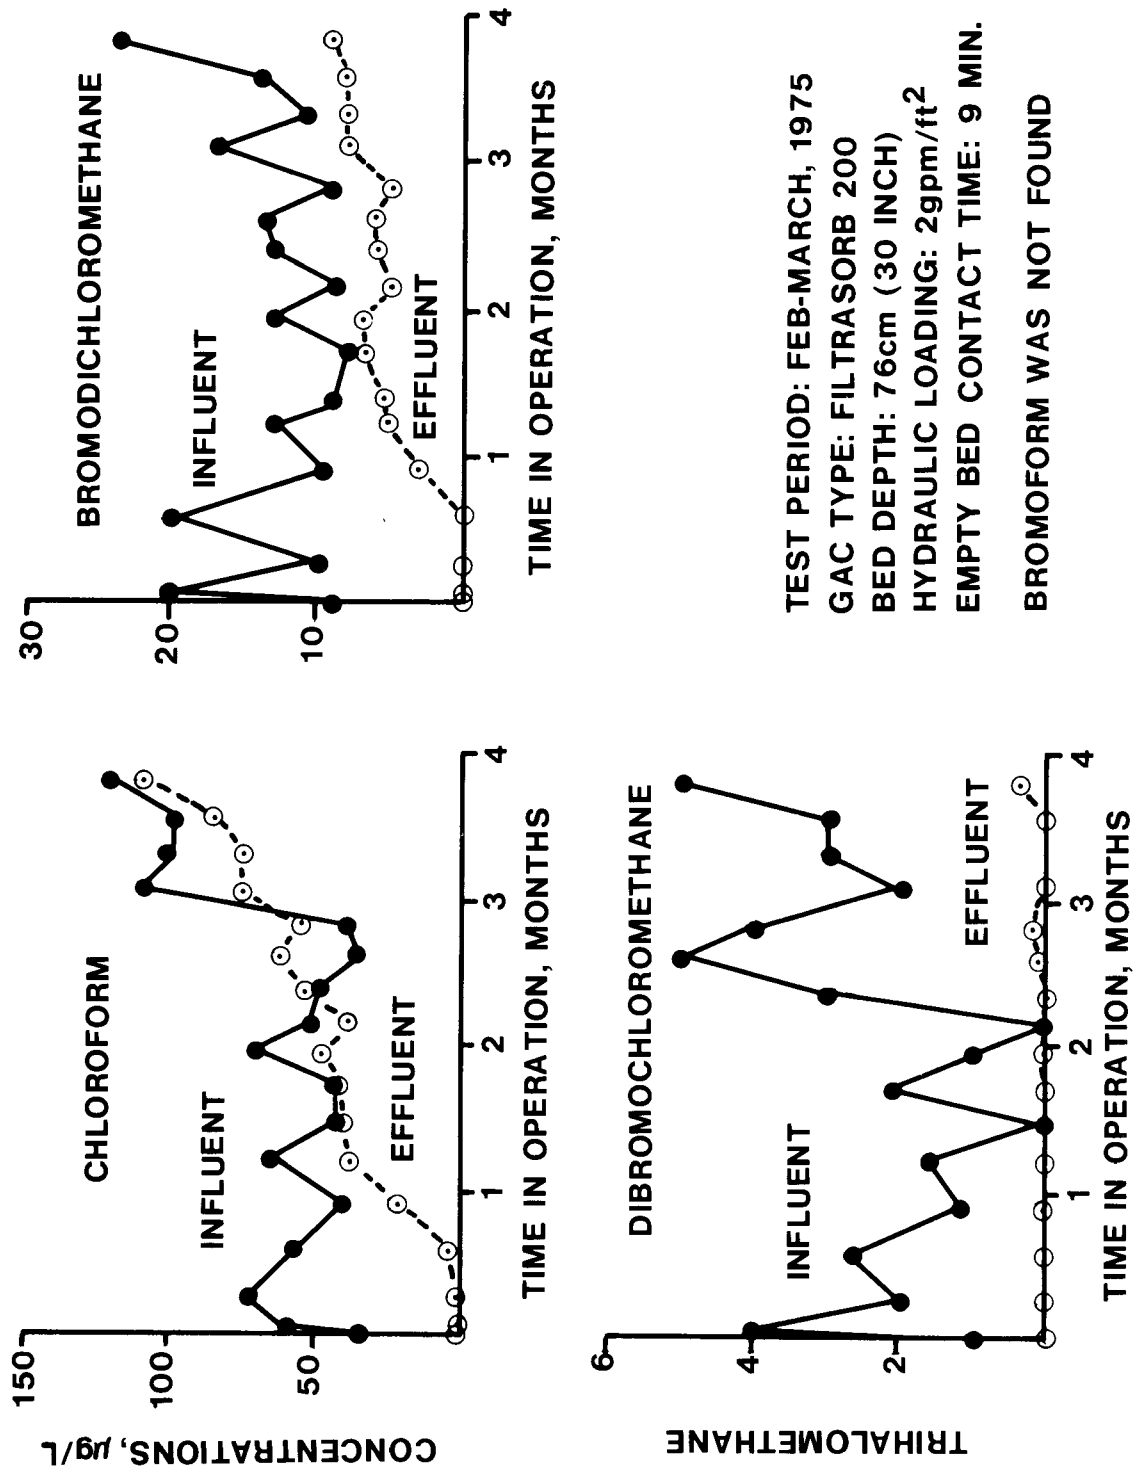 TRIHALOMETHANE CONCENTRATIONS, µg/L
150
100
50
CHLOROFORM
INFLUENT
EFFLUENT
1
2
3
4
TIME IN OPERATION, MONTHS
30
20
10
BROMODICHLOROMETHANE
INFLUENT
EFFLUENT
1
2
3
4
TIME IN OPERATION, MONTHS
6
4
2
DIBROMOCHLOROMETHANE
INFLUENT
EFFLUENT
1
2
3
4
TIME IN OPERATION, MONTHS
TEST PERIOD: FEB-MARCH, 1975
GAC TYPE: FILTRASORB 200
BED DEPTH: 76cm (30 INCH)
HYDRAULIC LOADING: 2gpm/ft²
EMPTY BED CONTACT TIME: 9 MIN.
BROMOFORM WAS NOT FOUND